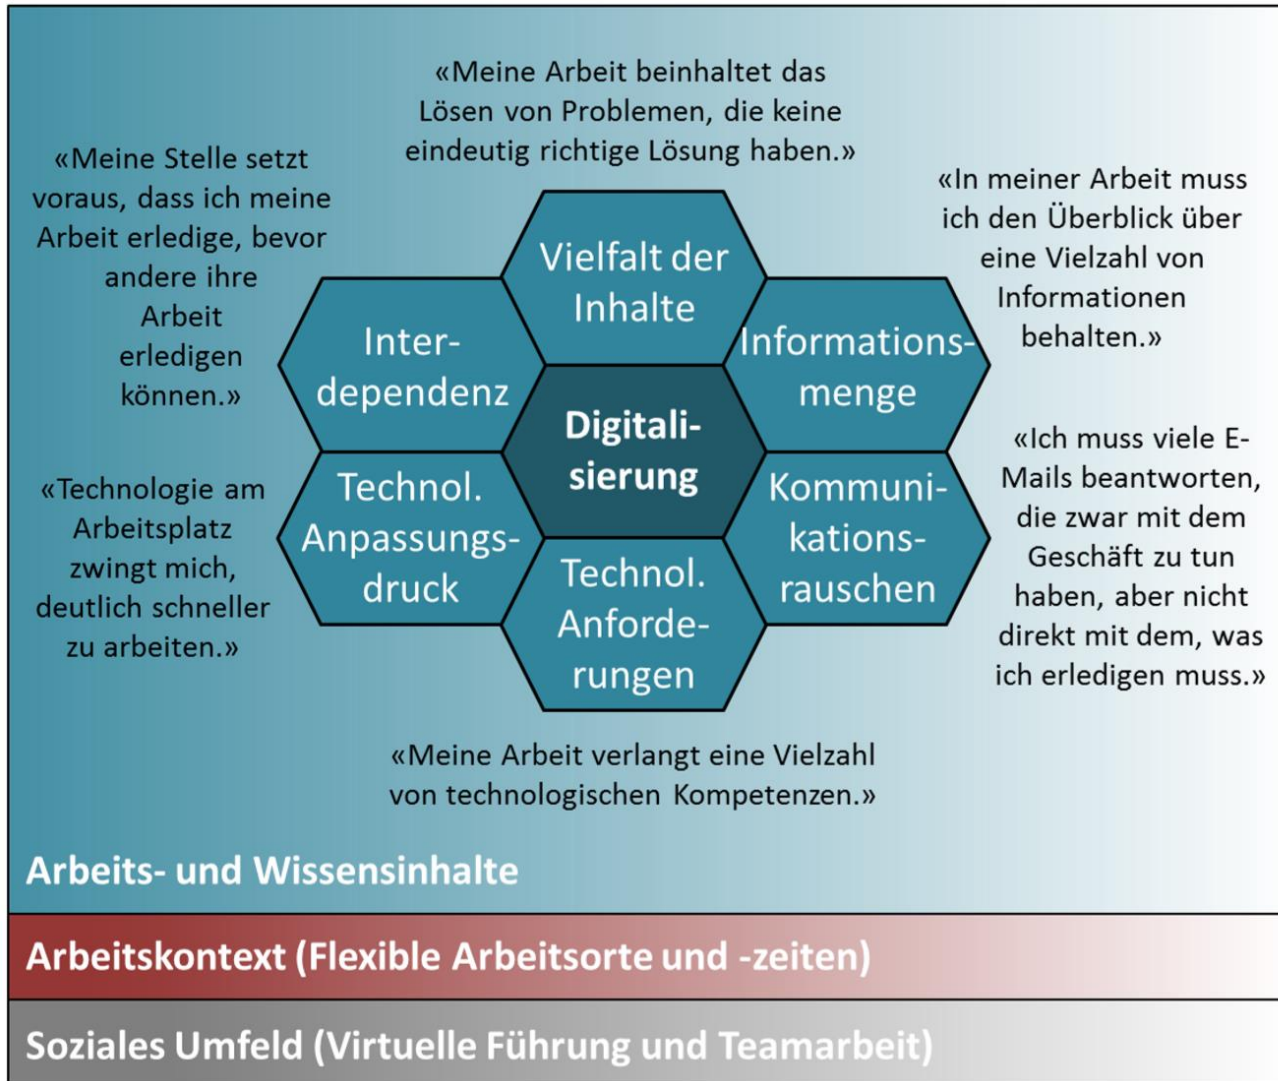 «Meine Arbeit beinhaltet das
Lösen von Problemen, die keine
eindeutig richtige Lösung haben.»
«Meine Stelle setzt
voraus, dass ich meine
Arbeit erledige, bevor
andere ihre
Arbeit
erledigen
können.»
«In meiner Arbeit muss
ich den Überblick über
eine Vielzahl von
Informationen
behalten.»
Vielfalt der
Inhalte
Inter-
dependenz
Informations-
menge
Digitali-
sierung
«Technologie am
Arbeitsplatz
zwingt mich,
deutlich schneller
zu arbeiten.»
Technol.
Anpassungs-
druck
Technol.
Anforde-
rungen
Kommuni-
kations-
rauschen
«Ich muss viele E-
Mails beantworten,
die zwar mit dem
Geschäft zu tun
haben, aber nicht
direkt mit dem, was
ich erledigen muss.»
«Meine Arbeit verlangt eine Vielzahl
von technologischen Kompetenzen.»
Arbeits- und Wissensinhalte
Arbeitskontext (Flexible Arbeitsorte und -zeiten)
Soziales Umfeld (Virtuelle Führung und Teamarbeit)